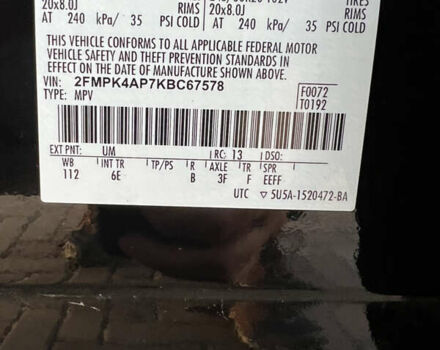 20x8.0J RIMS 20x8.0J RIMS
AT 240 kPa/ 35 PSI COLD AT 240 kPa/ 35 PSI COLD
THIS VEHICLE CONFORMS TO ALL APPLICABLE FEDERAL MOTOR
VEHICLE SAFETY AND THEFT PREVENTION STANDARDS IN
EFFECT ON THE DATE OF MANUFACTURE SHOWN ABOVE.
VIN: 2FMPK4AP7KBC67578
TYPE: MPV
F0072
T0192
EXT PNT: UM RC: 13 DSO:
WB INT TR TP/PS R AXLE TR SPR
112 6E B 3F F EEFF
UTC ▽5U5A-1520472-BA